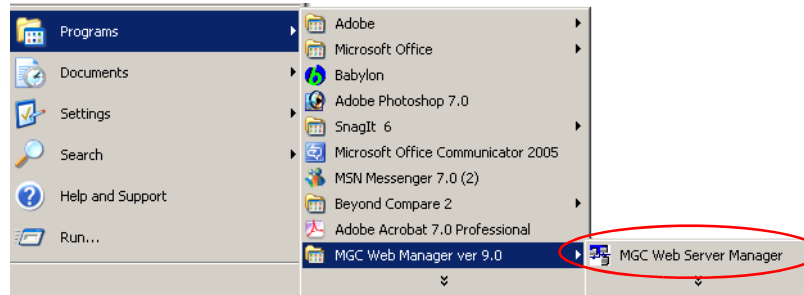 Programs
Documents
Settings
Search
Help and Support
Run...
Adobe
Microsoft Office
Babylon
Adobe Photoshop 7.0
SnagIt 6
Microsoft Office Communicator 2005
MSN Messenger 7.0 (2)
Beyond Compare 2
Adobe Acrobat 7.0 Professional
MGC Web Manager ver 9.0
MGC Web Server Manager